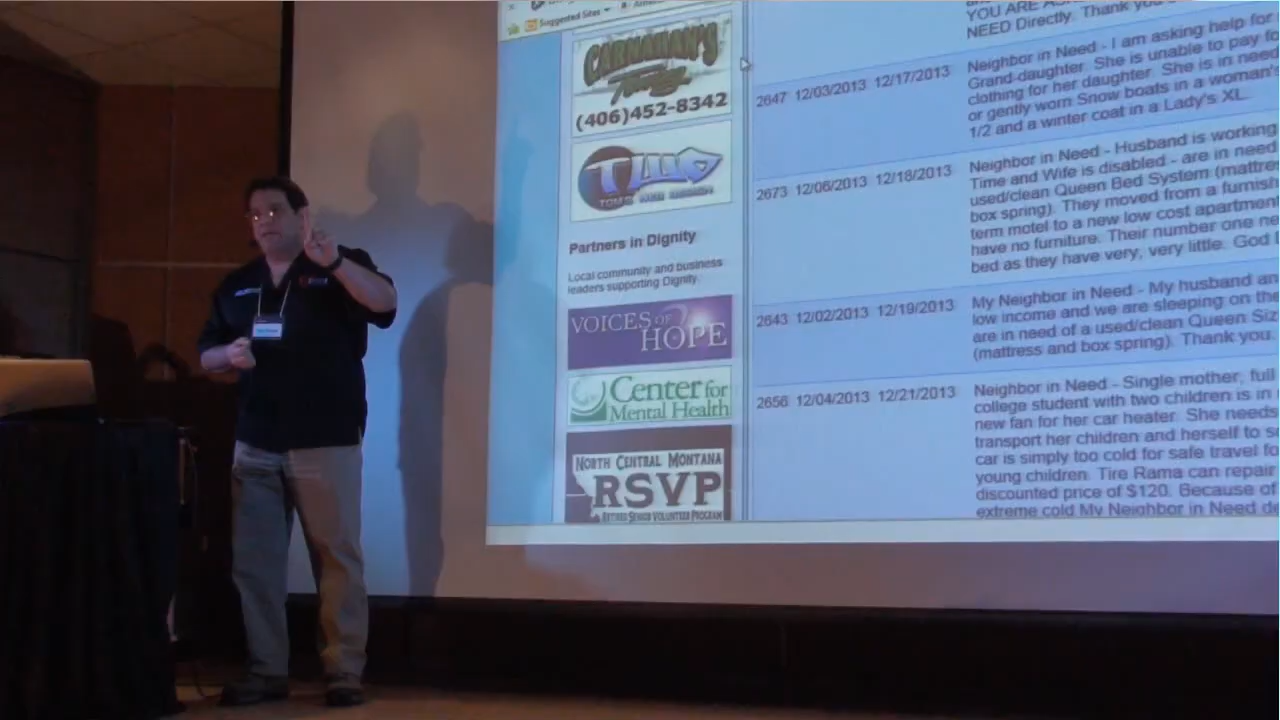 Suggested Sites
CARNAHAN'S
Towing
(406)452-8342
TWD
TOM'S WEB DESIGN
Partners in Dignity
Local community and business
leaders supporting Dignity.
VOICES OF
HOPE
Center for
Mental Health
NORTH CENTRAL MONTANA
RSVP
RETIRED SENIOR VOLUNTEER PROGRAM
YOU ARE
NEED Directly. Thank
2647 12/03/2013 12/17/2013
Neighbor in Need - I am asking help for
Grand-daughter. She is unable to pay fo
clothing for her daughter. She is in need
or gently worn Snow boats in a woman's
1/2 and a winter coat in a Lady's XL.
2673 12/06/2013 12/18/2013
Neighbor in Need - Husband is working
Time and Wife is disabled - are in need
used/clean Queen Bed System (mattre
box spring). They moved from a furnish
term motel to a new low cost apartment
have no furniture. Their number one ne
bed as they have very, very little. God
2643 12/02/2013 12/19/2013
My Neighbor in Need - My husband an
low income and we are sleeping on the
are in need of a used/clean Queen Siz
(mattress and box spring). Thank you.
2656 12/04/2013 12/21/2013
Neighbor in Need - Single mother, full
college student with two children is in
new fan for her car heater. She needs
transport her children and herself to s
car is simply too cold for safe travel fo
young children. Tire Rama can repair
discounted price of $120. Because of
extreme cold My Neighbor in Need de